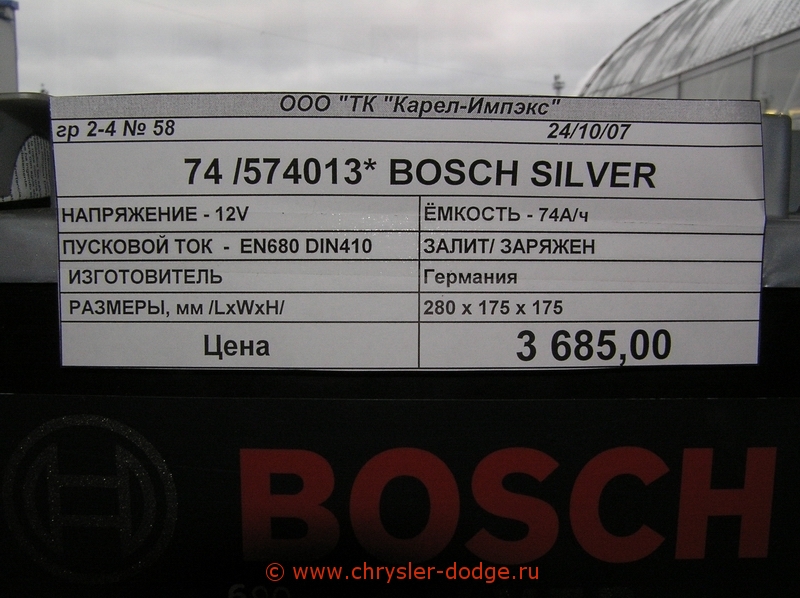 ООО "ТК "Карел-Импэкс"
гр 2-4 № 58 24/10/07
74 /574013* BOSCH SILVER
НАПРЯЖЕНИЕ - 12V ЁМКОСТЬ - 74А/ч
ПУСКОВОЙ ТОК - EN680 DIN410 ЗАЛИТ/ ЗАРЯЖЕН
ИЗГОТОВИТЕЛЬ Германия
РАЗМЕРЫ, мм /LxWxH/ 280 x 175 x 175
Цена 3 685,00
BOSCH
© www.chrysler-dodge.ru